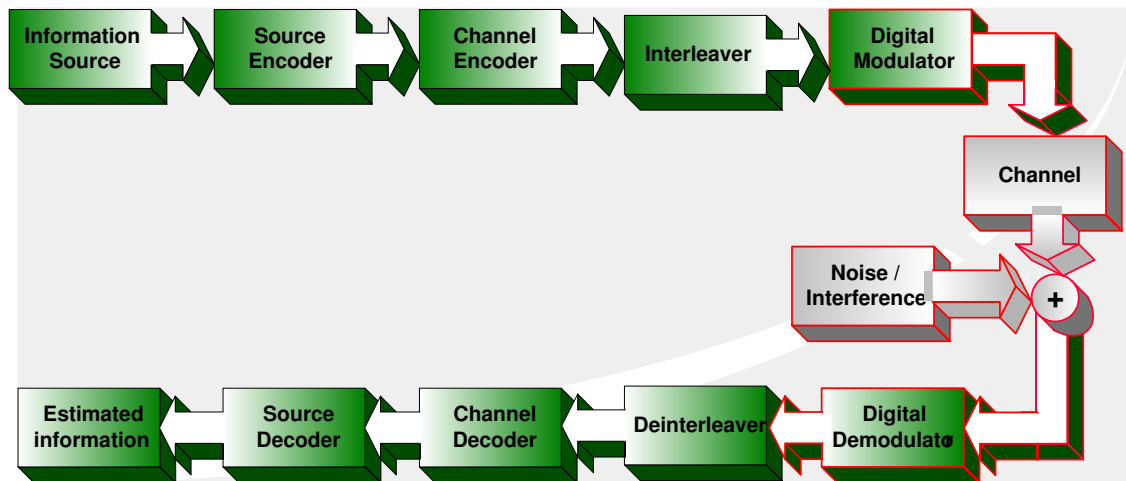 Information
Source
Source
Encoder
Channel
Encoder
Interleaver
Digital
Modulator
Channel
Noise /
Interference
+
Estimated
information
Source
Decoder
Channel
Decoder
Deinterleaver
Digital
Demodulator